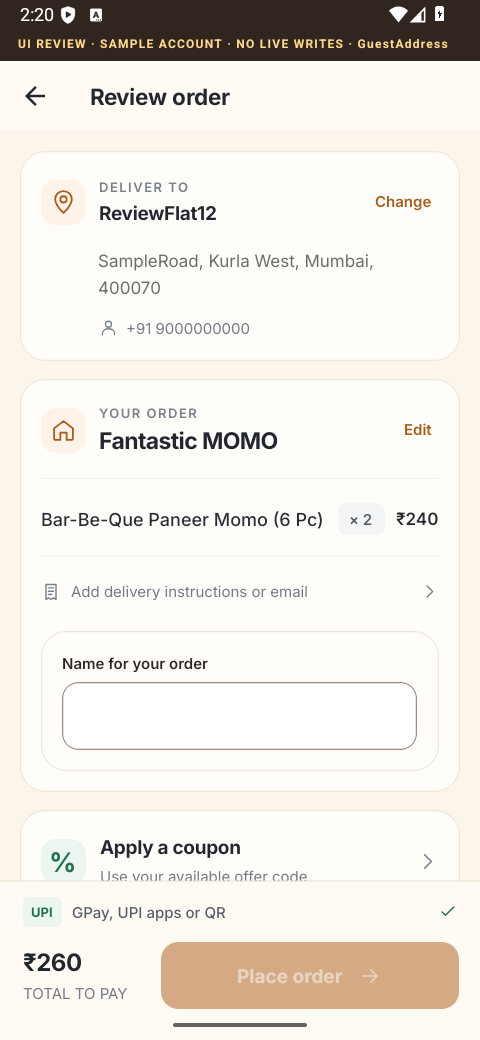 2:20
UI REVIEW · SAMPLE ACCOUNT · NO LIVE WRITES · GuestAddress
Review order
DELIVER TO
ReviewFlat12
Change
SampleRoad, Kurla West, Mumbai,
400070
+91 9000000000
YOUR ORDER
Fantastic MOMO
Edit
Bar-Be-Que Paneer Momo (6 Pc) × 2 ₹240
Add delivery instructions or email
Name for your order
% Apply a coupon
Use your available offer code
UPI GPay, UPI apps or QR
₹260
TOTAL TO PAY
Place order →